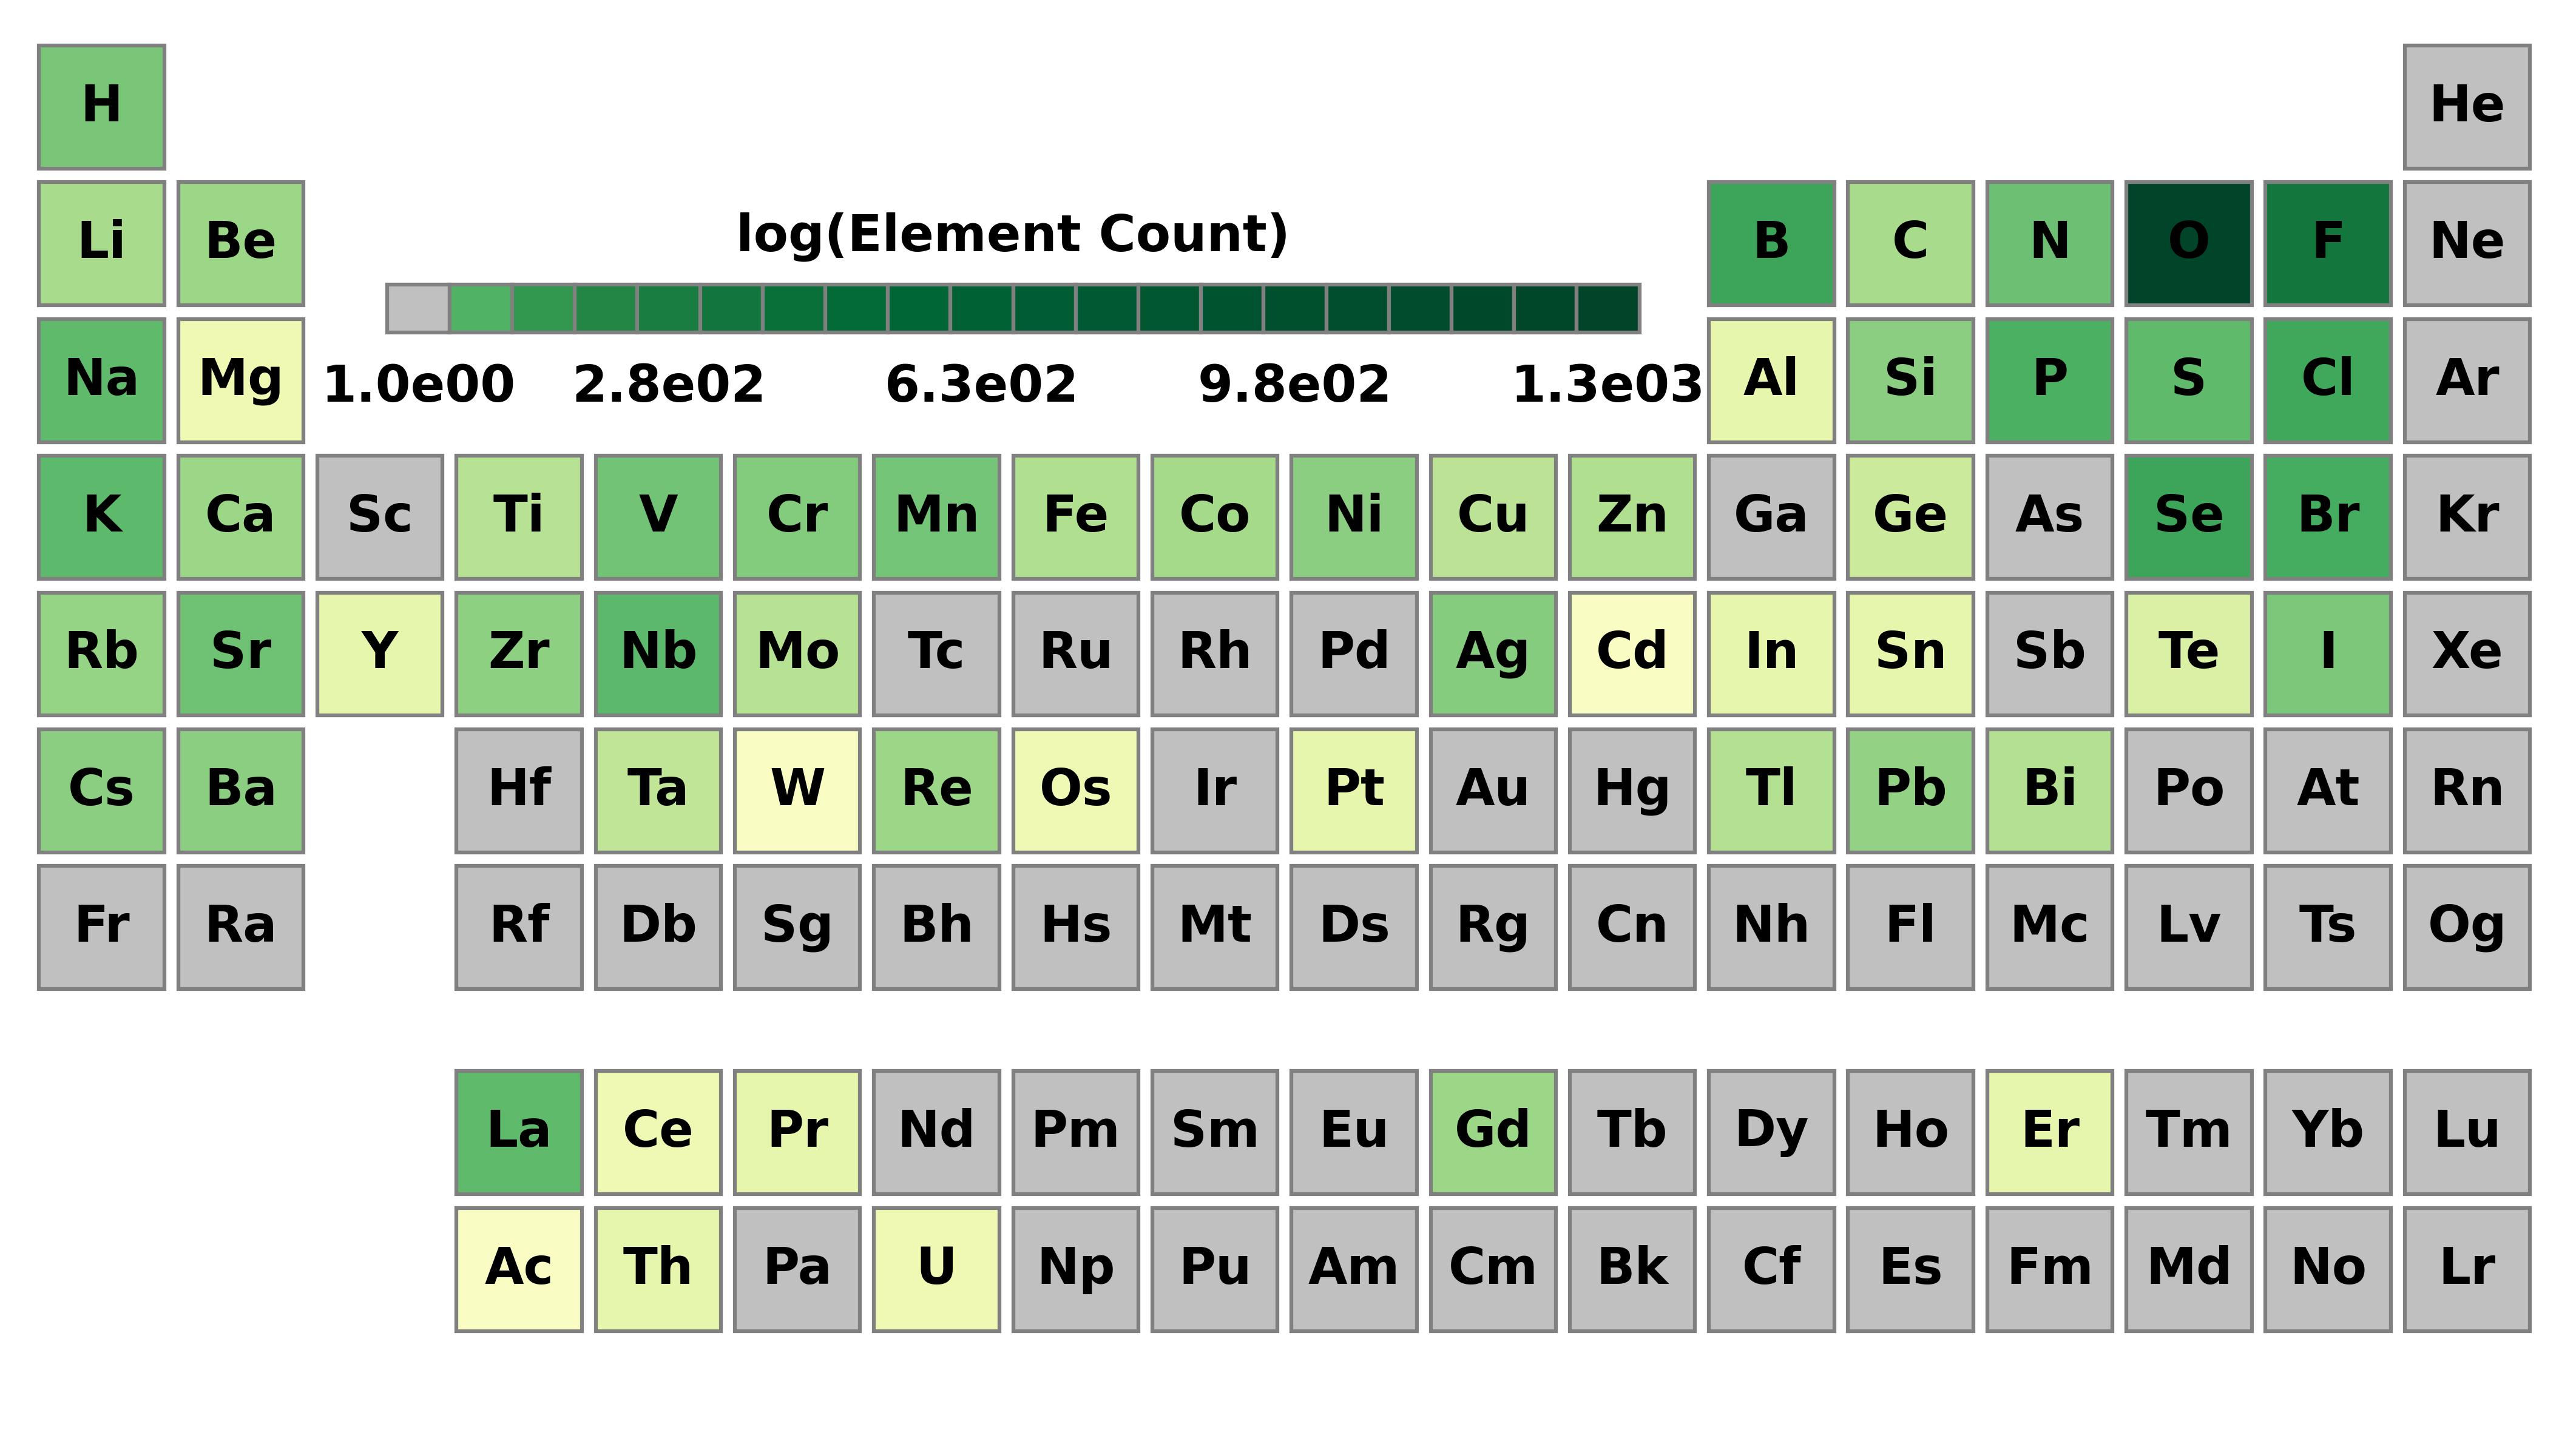 H He
Li Be B C N O F Ne
log(Element Count)
Na Mg Al Si P S Cl Ar
1.0e00 2.8e02 6.3e02 9.8e02 1.3e03
K Ca Sc Ti V Cr Mn Fe Co Ni Cu Zn Ga Ge As Se Br Kr
Rb Sr Y Zr Nb Mo Tc Ru Rh Pd Ag Cd In Sn Sb Te I Xe
Cs Ba Hf Ta W Re Os Ir Pt Au Hg Tl Pb Bi Po At Rn
Fr Ra Rf Db Sg Bh Hs Mt Ds Rg Cn Nh Fl Mc Lv Ts Og
La Ce Pr Nd Pm Sm Eu Gd Tb Dy Ho Er Tm Yb Lu
Ac Th Pa U Np Pu Am Cm Bk Cf Es Fm Md No Lr